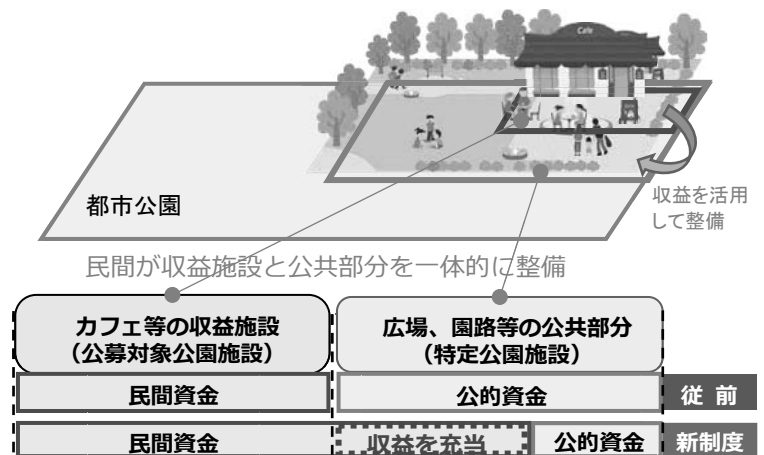 Cafe
都市公園
収益を活用
して整備
民間が収益施設と公共部分を一体的に整備
カフェ等の収益施設
（公募対象公園施設）
広場、園路等の公共部分
（特定公園施設）
民間資金
公的資金
従 前
民間資金
収益を充当
公的資金
新制度